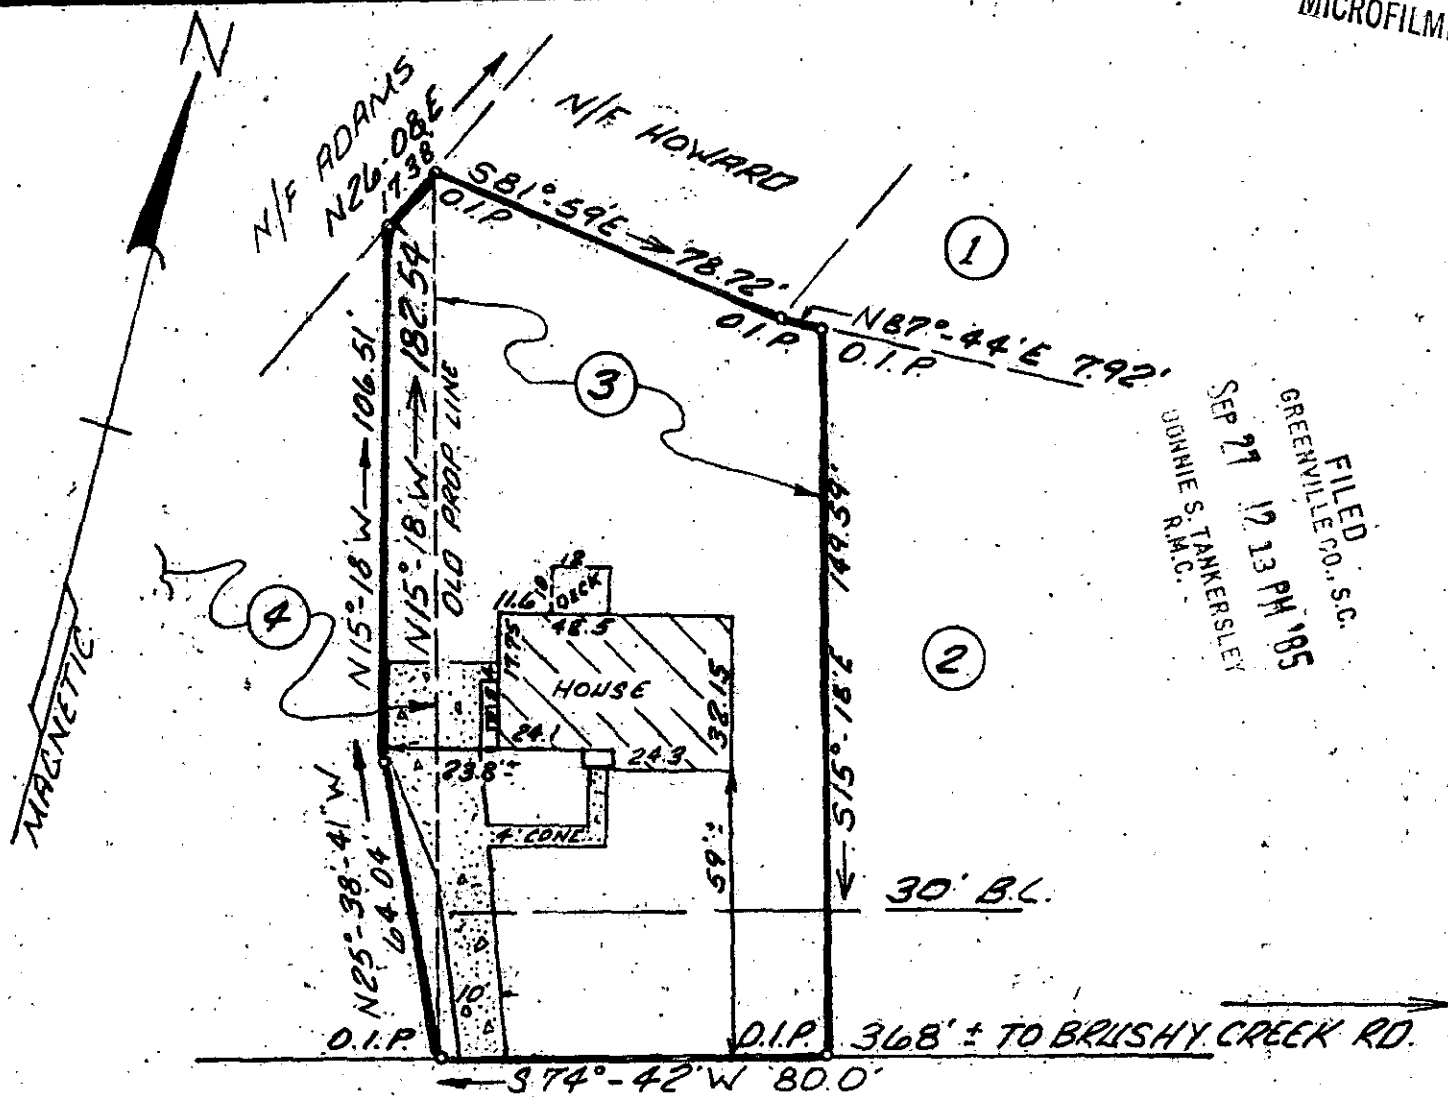 MICROFILM
N
N/F ADAMS
N26-08E
17.38'
N/F HOWARD
S81°-59E → 78.72'
O.I.P.
O.I.P.
N87°-44'E 7.92'
O.I.P.
1
3
4
2
N15°-18'W → 106.51'
N15°-18'W → 182.54'
OLD PROP. LINE
149.59'
S15°-18'E
FILED
GREENVILLE CO., S.C.
SEP 27 12 13 PM '85
DONNIE S. TANKERSLEY
R.M.C.
MAGNETIC
12
10
DECK
11.6
48.5
17.75
HOUSE
32.15
24.1
24.3
23.8'±
4' CONC.
59'±
N25°-38'-41"W
64.04'
30' B.L.
10'
O.I.P.
O.I.P.
368'± TO BRUSHY CREEK RD.
S74°-42'W 80.0'